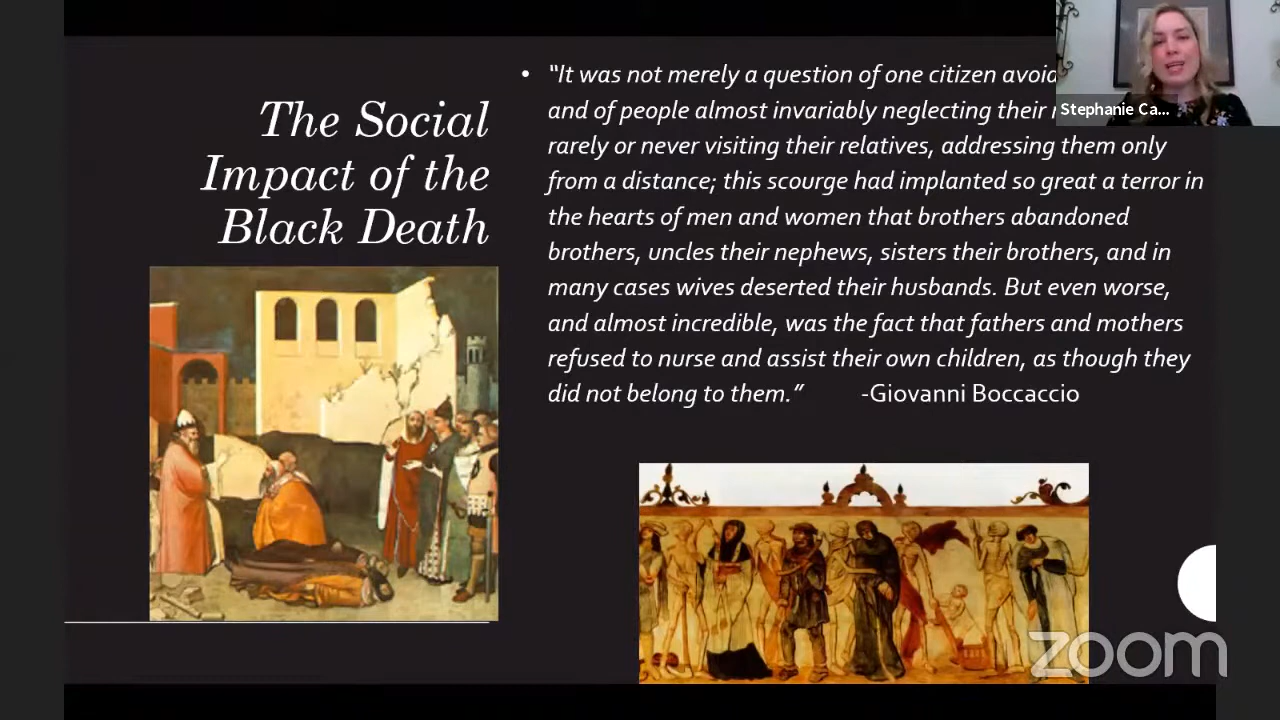 The Social
Impact of the
Black Death
• “It was not merely a question of one citizen
and of people almost invariably neglecting their
rarely or never visiting their relatives, addressing them only
from a distance; this scourge had implanted so great a terror in
the hearts of men and women that brothers abandoned
brothers, uncles their nephews, sisters their brothers, and in
many cases wives deserted their husbands. But even worse,
and almost incredible, was the fact that fathers and mothers
refused to nurse and assist their own children, as though they
did not belong to them.” -Giovanni Boccaccio
Stephanie Ca...
zoom